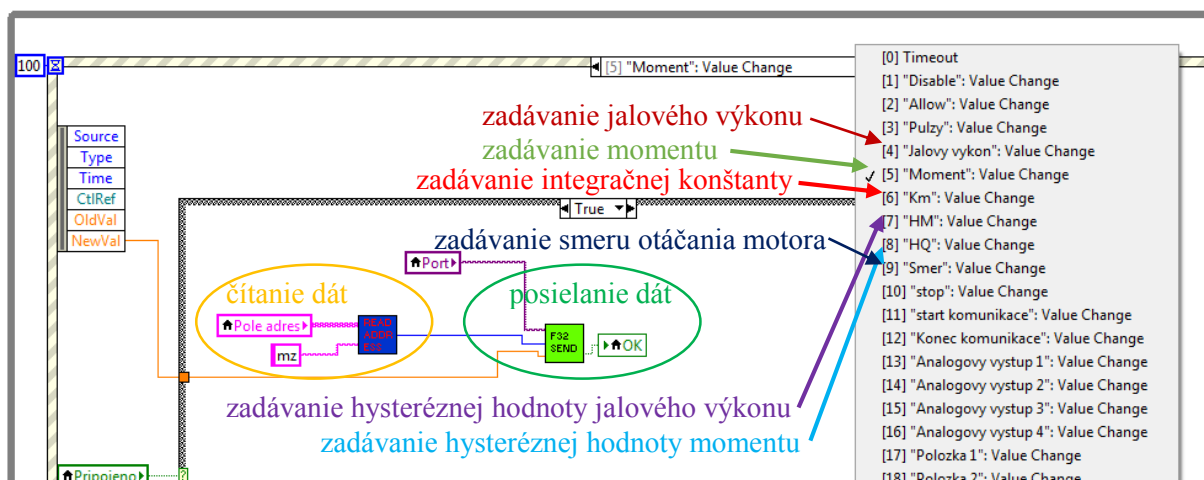 100
[5] "Moment": Value Change
[0] Timeout
[1] "Disable": Value Change
[2] "Allow": Value Change
[3] "Pulzy": Value Change
[4] "Jalovy vykon": Value Change
[5] "Moment": Value Change
[6] "Km": Value Change
[7] "HM": Value Change
[8] "HQ": Value Change
[9] "Smer": Value Change
[10] "stop": Value Change
[11] "start komunikace": Value Change
[12] "Konec komunikace": Value Change
[13] "Analogovy vystup 1": Value Change
[14] "Analogovy vystup 2": Value Change
[15] "Analogovy vystup 3": Value Change
[16] "Analogovy vystup 4": Value Change
[17] "Polozka 1": Value Change
[18] "Polozka 2": Value Change
zadávanie jalového výkonu
zadávanie momentu
zadávanie integračnej konštanty
zadávanie smeru otáčania motora
Source
Type
Time
CtlRef
OldVal
NewVal
True
Port
čítanie dát
posielanie dát
Pole adres
READ
ADDR
ESS
mz
F32
SEND
OK
zadávanie hysteréznej hodnoty jalového výkonu
zadávanie hysteréznej hodnoty momentu
Pripojeno
?